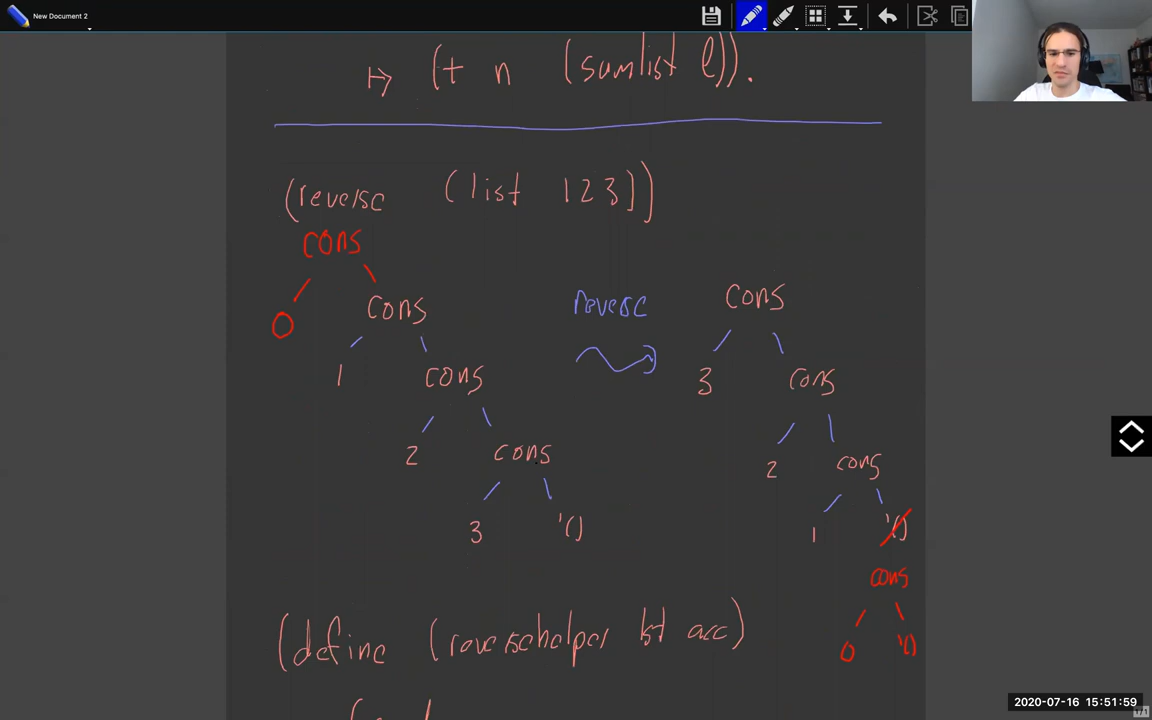 New Document 2
↦ (+ n (sumlist l)).
(reverse (list 1 2 3))
cons
0 cons reverse cons
1 cons 3 cons
2 cons 2 cons
3 '() 1 '()
cons
(define (reversehelper lst acc)
0 '()
2020-07-16 15:51:59